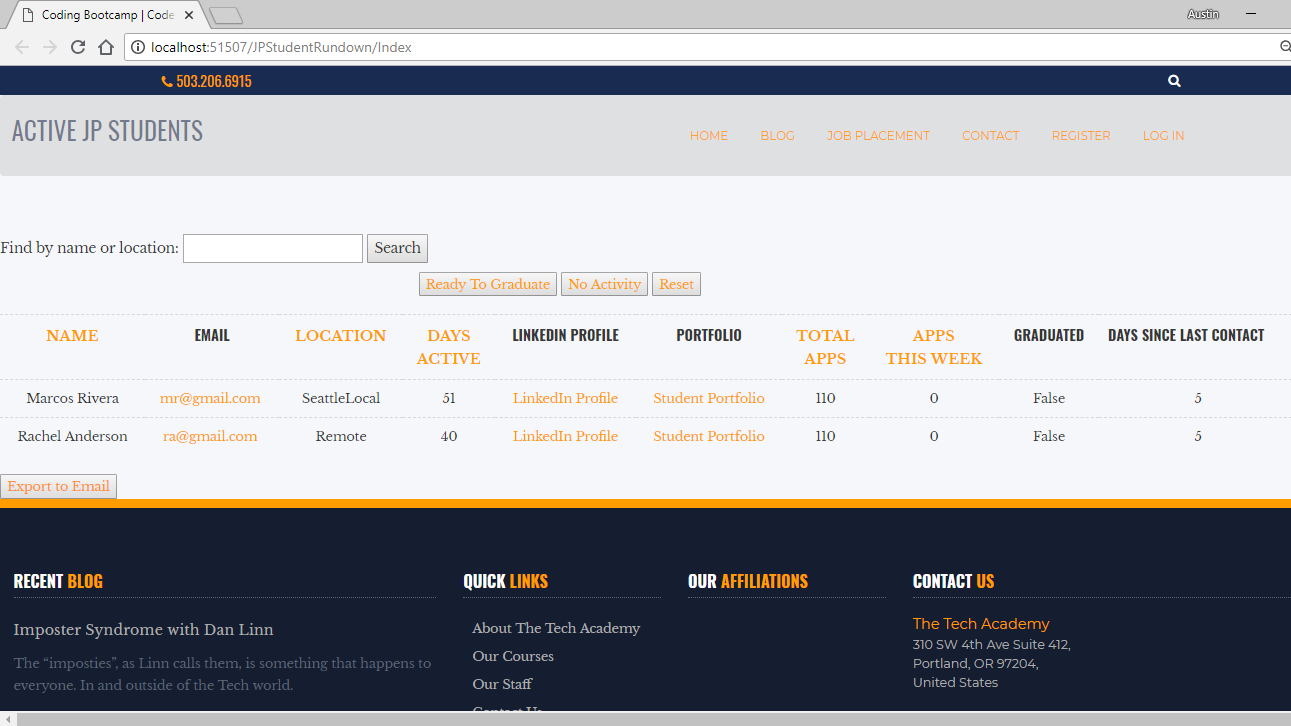 Coding Bootcamp | Code
Austin
localhost:51507/JPStudentRundown/Index
503.206.6915
ACTIVE JP STUDENTS
HOME BLOG JOB PLACEMENT CONTACT REGISTER LOG IN
Find by name or location: Search
Ready To Graduate No Activity Reset
NAME EMAIL LOCATION DAYS ACTIVE LINKEDIN PROFILE PORTFOLIO TOTAL APPS APPS THIS WEEK GRADUATED DAYS SINCE LAST CONTACT
Marcos Rivera mr@gmail.com SeattleLocal 51 LinkedIn Profile Student Portfolio 110 0 False 5
Rachel Anderson ra@gmail.com Remote 40 LinkedIn Profile Student Portfolio 110 0 False 5
Export to Email
RECENT BLOG
Imposter Syndrome with Dan Linn
The “imposties”, as Linn calls them, is something that happens to
everyone. In and outside of the Tech world.
QUICK LINKS
About The Tech Academy
Our Courses
Our Staff
Contact Us
OUR AFFILIATIONS
CONTACT US
The Tech Academy
310 SW 4th Ave Suite 412,
Portland, OR 97204,
United States